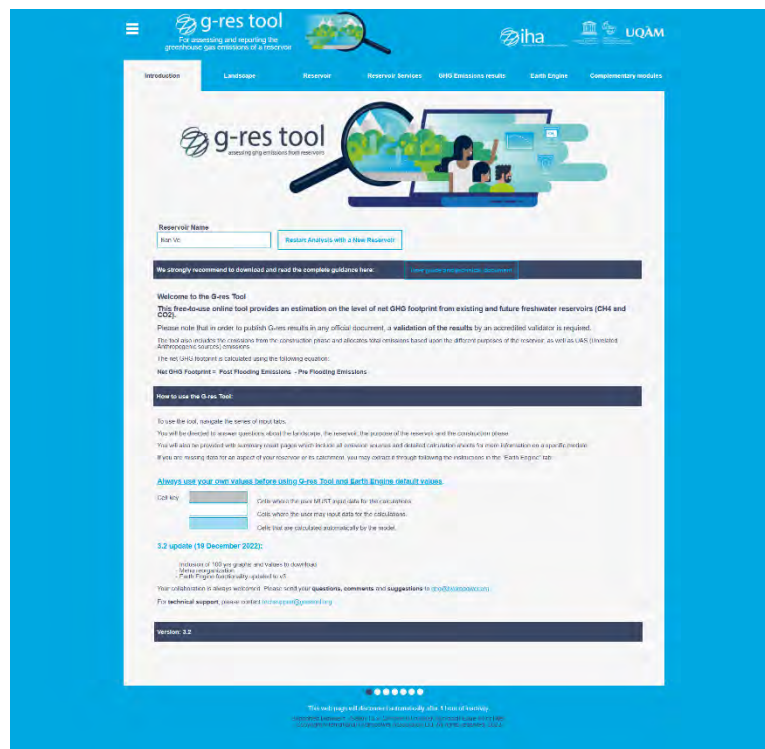 g-res tool
For assessing and reporting the
greenhouse gas emissions of a reservoir
iha
UQÀM
Introduction
Landscape
Reservoir
Reservoir Services
GHG Emissions results
Earth Engine
Complementary modules
g-res tool
assessing ghg emissions from reservoirs
Reservoir Name
Restart Analysis with a New Reservoir
We strongly recommend to download and read the complete guidance here:
Welcome to the G-res Tool
This free-to-use online tool provides an estimation on the level of net GHG footprint from existing and future freshwater reservoirs (CH4 and
CO2).
Please note that in order to publish G-res results in any official document, a validation of the results by an accredited validator is required.
The tool also includes the emissions from the construction phase and allocates total emissions based upon the different purposes of the reservoir, as well as UAS (Unrelated
Anthropogenic sources) emissions
The net GHG footprint is calculated using the following equation:
Net GHG Footprint = Post Flooding Emissions - Pre Flooding Emissions
How to use the G-res Tool:
To use the tool, navigate the series of input tabs.
You will be directed to answer questions about the landscape, the reservoir, the purpose of the reservoir and the construction phase
You will also be provided with summary result pages which include all emission sources and detailed calculation sheets for more information on a specific module
If you are missing data for an aspect of your reservoir or its catchment, you may extract it through following the instructions in the "Earth Engine" tab
Always use your own values before using G-res Tool and Earth Engine default values
Cell key
Cells where the user MUST input data for the calculations.
Cells where the user may input data for the calculations.
Cells that are calculated automatically by the model.
3.2 update (19 December 2022):
- Inclusion of 100 yrs graphs and values to download
- Menu reorganization
- Earth Engine functionality updated to v3
Your collaboration is always welcomed. Please send your questions, comments and suggestions to
For technical support, please contact
Version: 3.2
This web page will disconnect automatically after 1 hour of inactivity